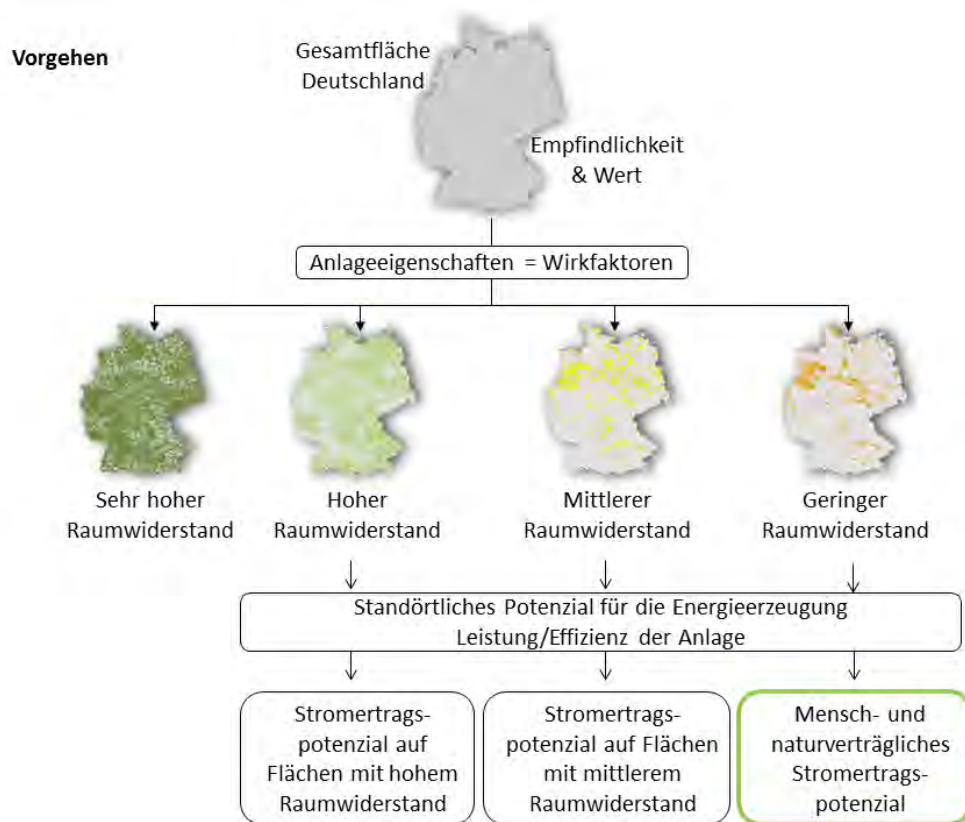 Vorgehen
Gesamtfläche
Deutschland
Empfindlichkeit
& Wert
Anlageeigenschaften = Wirkfaktoren
Sehr hoher
Raumwiderstand
Hoher
Raumwiderstand
Mittlerer
Raumwiderstand
Geringer
Raumwiderstand
Standörtliches Potenzial für die Energieerzeugung
Leistung/Effizienz der Anlage
Stromertrags-
potenzial auf
Flächen mit hohem
Raumwiderstand
Stromertrags-
potenzial auf Flächen
mit mittlerem
Raumwiderstand
Mensch- und
naturverträgliches
Stromertrags-
potenzial